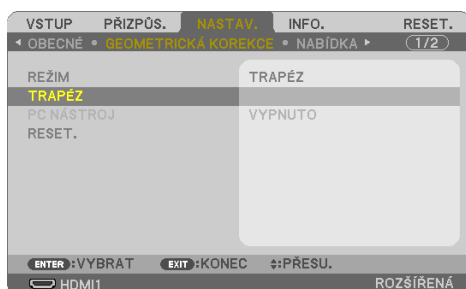 VSTUP PŘIZPŮS. NASTAV. INFO. RESET.
◂ OBECNÉ • GEOMETRICKÁ KOREKCE • NABÍDKA ▸ 1/2
REŽIM TRAPÉZ
TRAPÉZ
PC NÁSTROJ VYPNUTO
RESET.
ENTER :VYBRAT EXIT :KONEC ⬍:PŘESU.
HDMI1 ROZŠÍŘENÁ